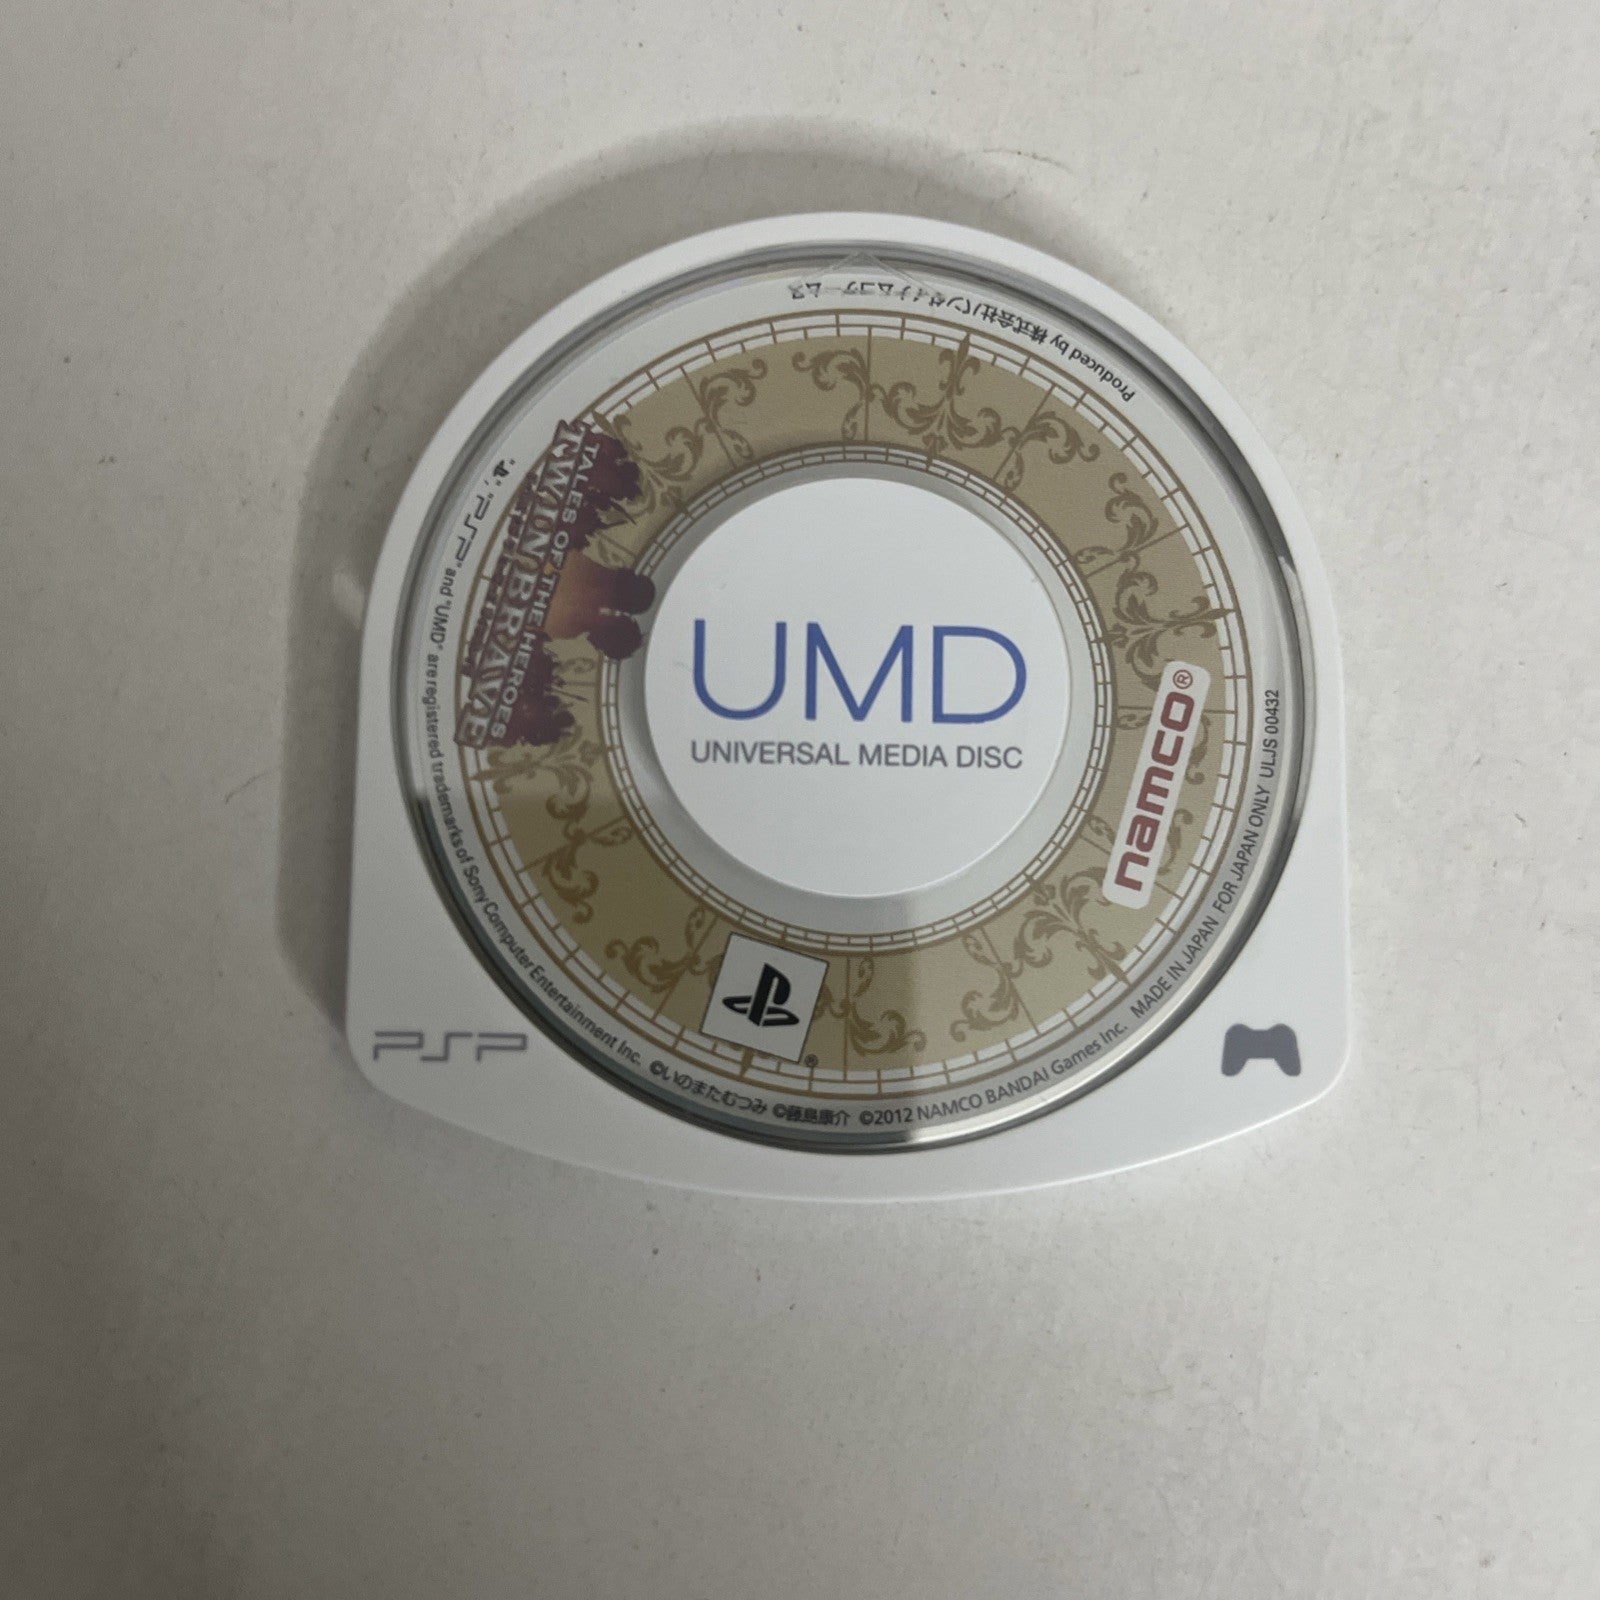 Produced by 株式会社バンダイナムコゲームス
TALES OF THE HEROES
TWIN BRAVE
UMD
UNIVERSAL MEDIA DISC
namco®
®
"PSP" and "UMD" are registered trademarks of Sony Computer Entertainment Inc. ©いのまたむつみ ©藤島康介 ©2012 NAMCO BANDAI Games Inc. MADE IN JAPAN FOR JAPAN ONLY ULJS 00432
PSP